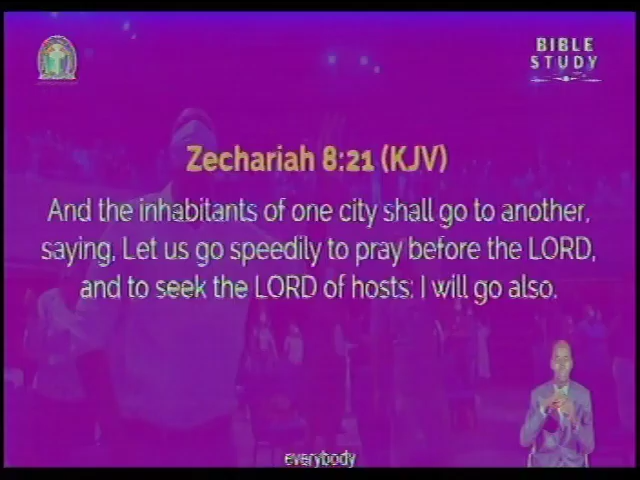 BIBLE
STUDY
Zechariah 8:21 (KJV)
And the inhabitants of one city shall go to another,
saying, Let us go speedily to pray before the LORD,
and to seek the LORD of hosts: I will go also.
everybody